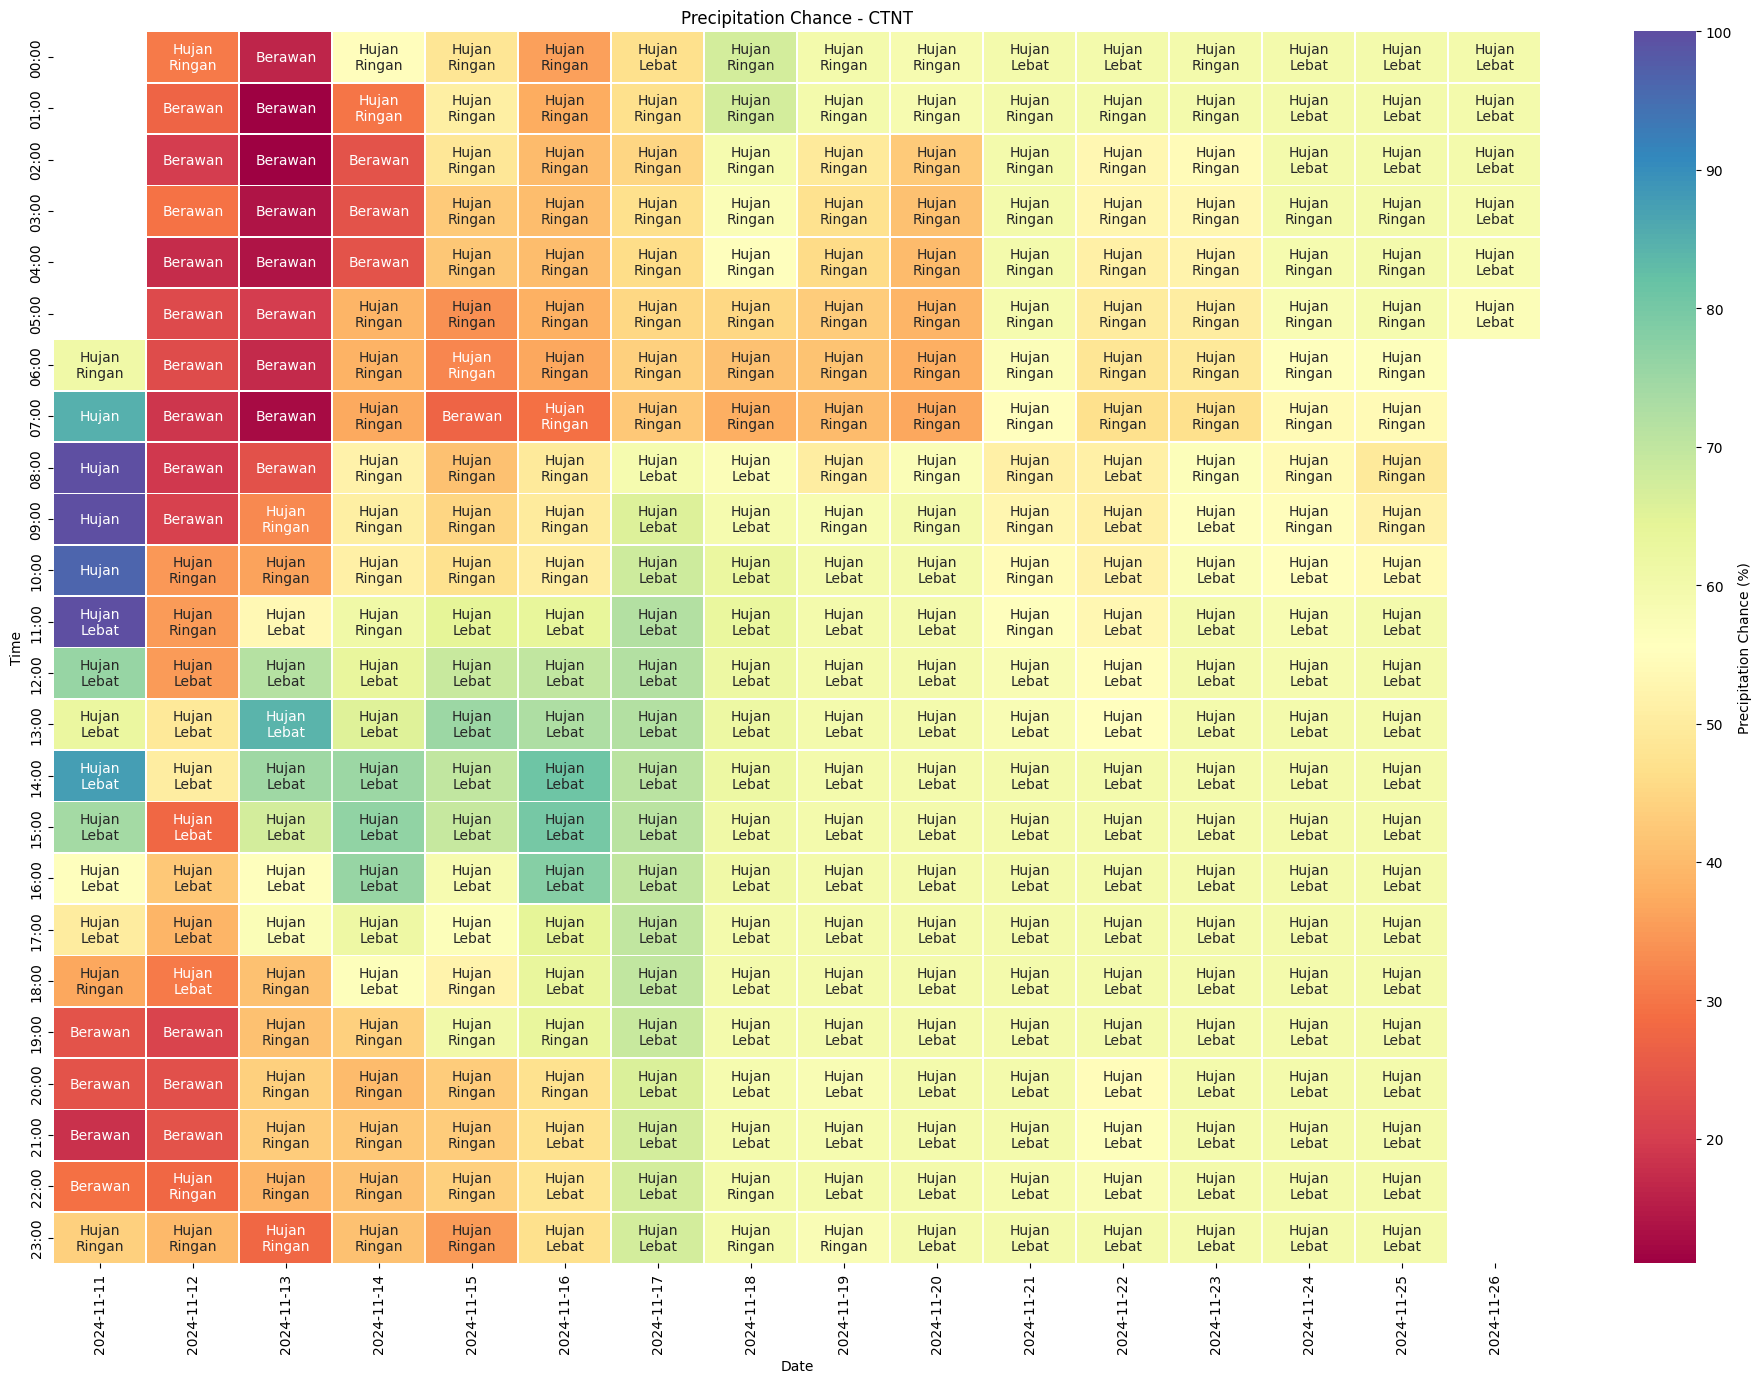 Precipitation Chance - CTNT
00:00 Hujan Ringan Berawan Hujan Ringan Hujan Ringan Hujan Ringan Hujan Lebat Hujan Ringan Hujan Ringan Hujan Ringan Hujan Lebat Hujan Lebat Hujan Ringan Hujan Lebat Hujan Lebat Hujan Lebat
01:00 Berawan Berawan Hujan Ringan Hujan Ringan Hujan Ringan Hujan Ringan Hujan Ringan Hujan Ringan Hujan Ringan Hujan Ringan Hujan Ringan Hujan Ringan Hujan Lebat Hujan Lebat Hujan Lebat
02:00 Berawan Berawan Berawan Hujan Ringan Hujan Ringan Hujan Ringan Hujan Ringan Hujan Ringan Hujan Ringan Hujan Ringan Hujan Ringan Hujan Ringan Hujan Lebat Hujan Lebat Hujan Lebat
03:00 Berawan Berawan Berawan Hujan Ringan Hujan Ringan Hujan Ringan Hujan Ringan Hujan Ringan Hujan Ringan Hujan Ringan Hujan Ringan Hujan Ringan Hujan Ringan Hujan Ringan Hujan Lebat
04:00 Berawan Berawan Berawan Hujan Ringan Hujan Ringan Hujan Ringan Hujan Ringan Hujan Ringan Hujan Ringan Hujan Ringan Hujan Ringan Hujan Ringan Hujan Ringan Hujan Ringan Hujan Lebat
05:00 Berawan Berawan Hujan Ringan Hujan Ringan Hujan Ringan Hujan Ringan Hujan Ringan Hujan Ringan Hujan Ringan Hujan Ringan Hujan Ringan Hujan Ringan Hujan Ringan Hujan Ringan Hujan Lebat
06:00 Hujan Ringan Berawan Berawan Hujan Ringan Hujan Ringan Hujan Ringan Hujan Ringan Hujan Ringan Hujan Ringan Hujan Ringan Hujan Ringan Hujan Ringan Hujan Ringan Hujan Ringan Hujan Ringan
07:00 Hujan Berawan Berawan Hujan Ringan Berawan Hujan Ringan Hujan Ringan Hujan Ringan Hujan Ringan Hujan Ringan Hujan Ringan Hujan Ringan Hujan Ringan Hujan Ringan Hujan Ringan
08:00 Hujan Berawan Berawan Hujan Ringan Hujan Ringan Hujan Ringan Hujan Lebat Hujan Lebat Hujan Ringan Hujan Ringan Hujan Ringan Hujan Lebat Hujan Ringan Hujan Ringan Hujan Ringan
09:00 Hujan Berawan Hujan Ringan Hujan Ringan Hujan Ringan Hujan Ringan Hujan Lebat Hujan Lebat Hujan Ringan Hujan Ringan Hujan Ringan Hujan Lebat Hujan Lebat Hujan Ringan Hujan Ringan
10:00 Hujan Hujan Ringan Hujan Ringan Hujan Ringan Hujan Ringan Hujan Ringan Hujan Lebat Hujan Lebat Hujan Lebat Hujan Lebat Hujan Ringan Hujan Lebat Hujan Lebat Hujan Lebat Hujan Lebat
11:00 Hujan Lebat Hujan Ringan Hujan Lebat Hujan Ringan Hujan Lebat Hujan Lebat Hujan Lebat Hujan Lebat Hujan Lebat Hujan Lebat Hujan Ringan Hujan Lebat Hujan Lebat Hujan Lebat Hujan Lebat
12:00 Hujan Lebat Hujan Lebat Hujan Lebat Hujan Lebat Hujan Lebat Hujan Lebat Hujan Lebat Hujan Lebat Hujan Lebat Hujan Lebat Hujan Lebat Hujan Lebat Hujan Lebat Hujan Lebat Hujan Lebat
13:00 Hujan Lebat Hujan Lebat Hujan Lebat Hujan Lebat Hujan Lebat Hujan Lebat Hujan Lebat Hujan Lebat Hujan Lebat Hujan Lebat Hujan Lebat Hujan Lebat Hujan Lebat Hujan Lebat Hujan Lebat
14:00 Hujan Lebat Hujan Lebat Hujan Lebat Hujan Lebat Hujan Lebat Hujan Lebat Hujan Lebat Hujan Lebat Hujan Lebat Hujan Lebat Hujan Lebat Hujan Lebat Hujan Lebat Hujan Lebat Hujan Lebat
15:00 Hujan Lebat Hujan Lebat Hujan Lebat Hujan Lebat Hujan Lebat Hujan Lebat Hujan Lebat Hujan Lebat Hujan Lebat Hujan Lebat Hujan Lebat Hujan Lebat Hujan Lebat Hujan Lebat Hujan Lebat
16:00 Hujan Lebat Hujan Lebat Hujan Lebat Hujan Lebat Hujan Lebat Hujan Lebat Hujan Lebat Hujan Lebat Hujan Lebat Hujan Lebat Hujan Lebat Hujan Lebat Hujan Lebat Hujan Lebat Hujan Lebat
17:00 Hujan Lebat Hujan Lebat Hujan Lebat Hujan Lebat Hujan Lebat Hujan Lebat Hujan Lebat Hujan Lebat Hujan Lebat Hujan Lebat Hujan Lebat Hujan Lebat Hujan Lebat Hujan Lebat Hujan Lebat
18:00 Hujan Ringan Hujan Lebat Hujan Ringan Hujan Lebat Hujan Ringan Hujan Lebat Hujan Lebat Hujan Lebat Hujan Lebat Hujan Lebat Hujan Lebat Hujan Lebat Hujan Lebat Hujan Lebat Hujan Lebat
19:00 Berawan Berawan Hujan Ringan Hujan Ringan Hujan Ringan Hujan Ringan Hujan Lebat Hujan Lebat Hujan Lebat Hujan Lebat Hujan Lebat Hujan Lebat Hujan Lebat Hujan Lebat Hujan Lebat
20:00 Berawan Berawan Hujan Ringan Hujan Ringan Hujan Ringan Hujan Ringan Hujan Lebat Hujan Lebat Hujan Lebat Hujan Lebat Hujan Lebat Hujan Lebat Hujan Lebat Hujan Lebat Hujan Lebat
21:00 Berawan Berawan Hujan Ringan Hujan Ringan Hujan Ringan Hujan Lebat Hujan Lebat Hujan Lebat Hujan Lebat Hujan Lebat Hujan Lebat Hujan Lebat Hujan Lebat Hujan Lebat Hujan Lebat
22:00 Berawan Hujan Ringan Hujan Ringan Hujan Ringan Hujan Ringan Hujan Lebat Hujan Lebat Hujan Ringan Hujan Lebat Hujan Lebat Hujan Lebat Hujan Lebat Hujan Lebat Hujan Lebat Hujan Lebat
23:00 Hujan Ringan Hujan Ringan Hujan Ringan Hujan Ringan Hujan Ringan Hujan Lebat Hujan Lebat Hujan Ringan Hujan Ringan Hujan Lebat Hujan Lebat Hujan Lebat Hujan Lebat Hujan Lebat Hujan Lebat
Time
2024-11-11 2024-11-12 2024-11-13 2024-11-14 2024-11-15 2024-11-16 2024-11-17 2024-11-18 2024-11-19 2024-11-20 2024-11-21 2024-11-22 2024-11-23 2024-11-24 2024-11-25 2024-11-26
Date
100
90
80
70
60
50
40
30
20
Precipitation Chance (%)